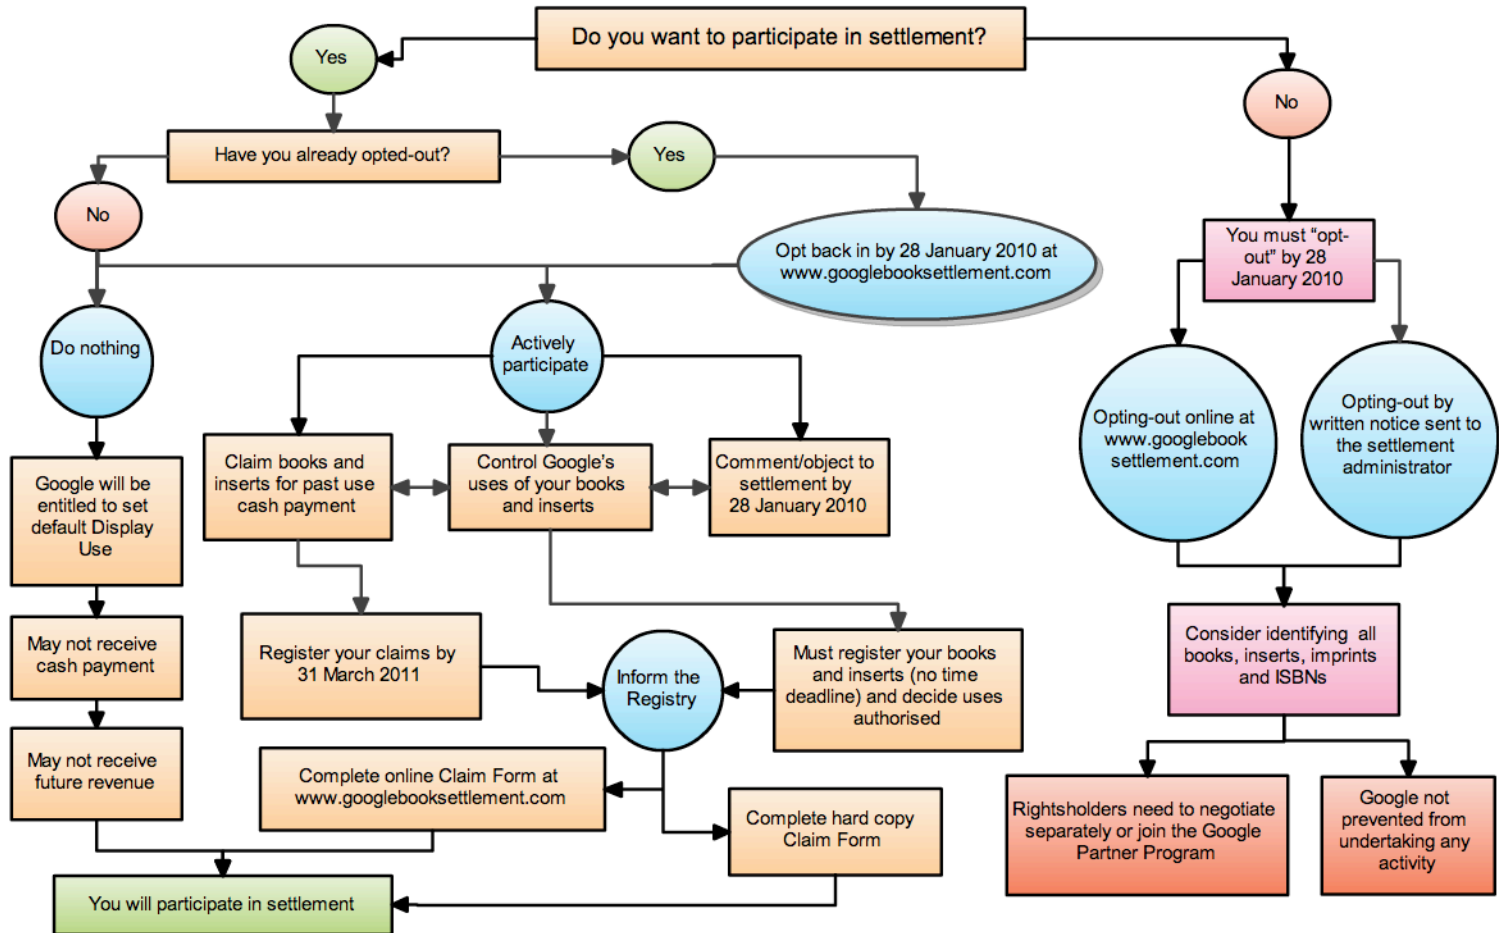 Do you want to participate in settlement?
Yes
No
Have you already opted-out?
Yes
No
Opt back in by 28 January 2010 at
www.googlebooksettlement.com
You must “opt-
out” by 28
January 2010
Do nothing
Actively
participate
Opting-out online at
www.googlebook
settlement.com
Opting-out by
written notice sent to
the settlement
administrator
Google will be
entitled to set
default Display
Use
Claim books and
inserts for past use
cash payment
Control Google’s
uses of your books
and inserts
Comment/object to
settlement by
28 January 2010
May not receive
cash payment
Register your claims by
31 March 2011
Inform the
Registry
Must register your books
and inserts (no time
deadline) and decide uses
authorised
Consider identifying all
books, inserts, imprints
and ISBNs
May not receive
future revenue
Complete online Claim Form at
www.googlebooksettlement.com
Complete hard copy
Claim Form
Rightsholders need to negotiate
separately or join the Google
Partner Program
Google not
prevented from
undertaking any
activity
You will participate in settlement